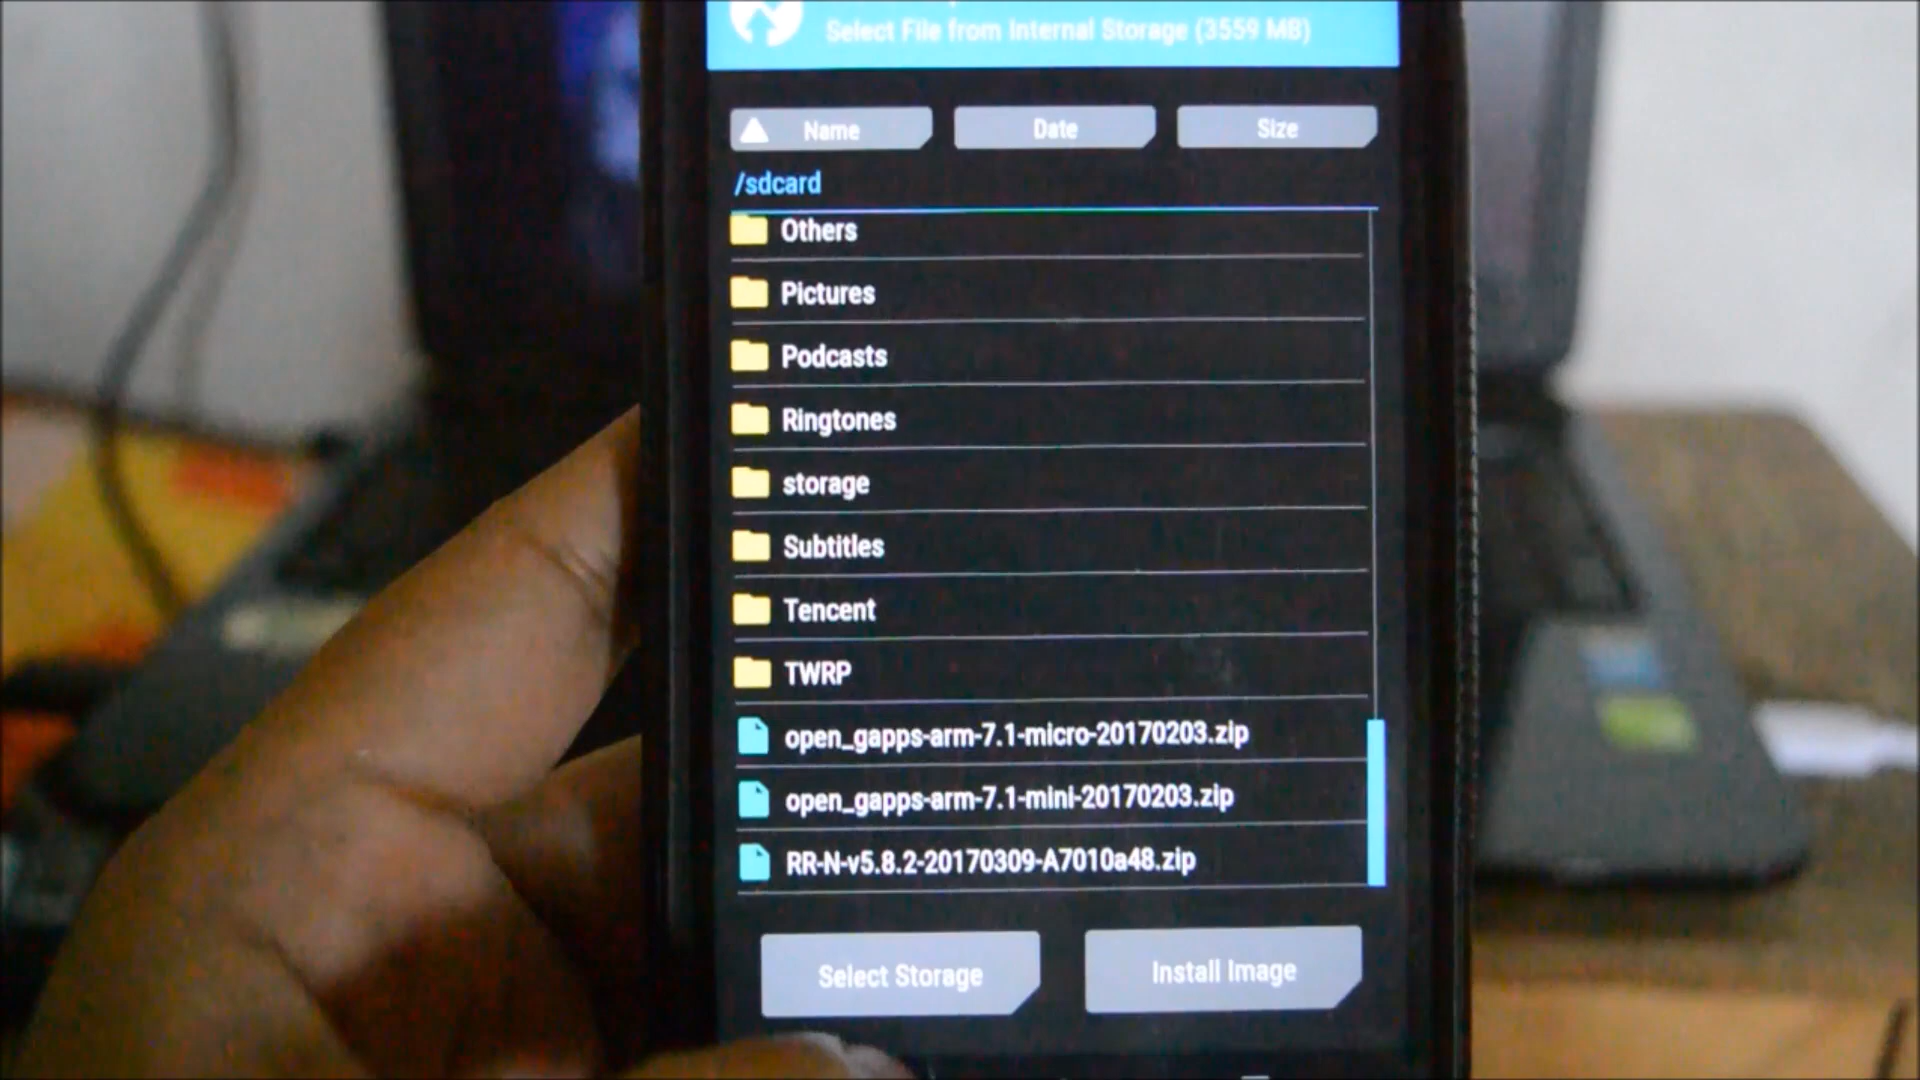 Select File from Internal Storage (3559 MB)
Name Date Size
/sdcard
Others
Pictures
Podcasts
Ringtones
storage
Subtitles
Tencent
TWRP
open_gapps-arm-7.1-micro-20170203.zip
open_gapps-arm-7.1-mini-20170203.zip
RR-N-v5.8.2-20170309-A7010a48.zip
Select Storage Install Image